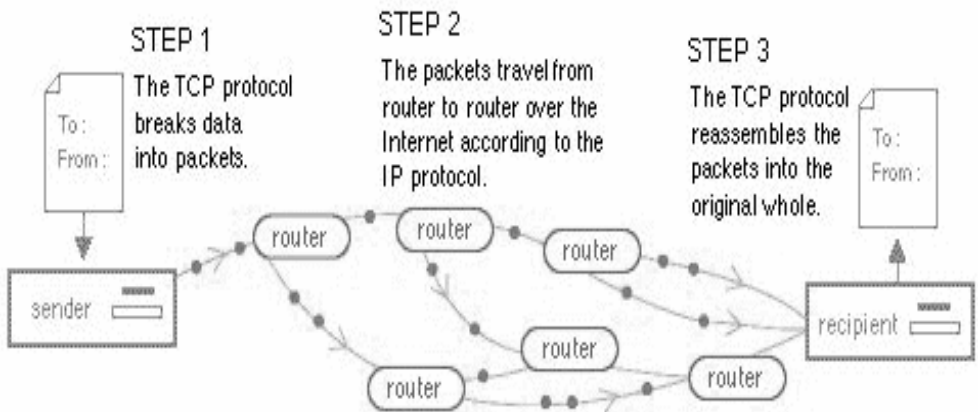 STEP 1
The TCP protocol
breaks data
into packets.
STEP 2
The packets travel from
router to router over the
Internet according to the
IP protocol.
STEP 3
The TCP protocol
reassembles the
packets into the
original whole.
To:
From:
To:
From:
sender
router
router
router
router
router
router
recipient